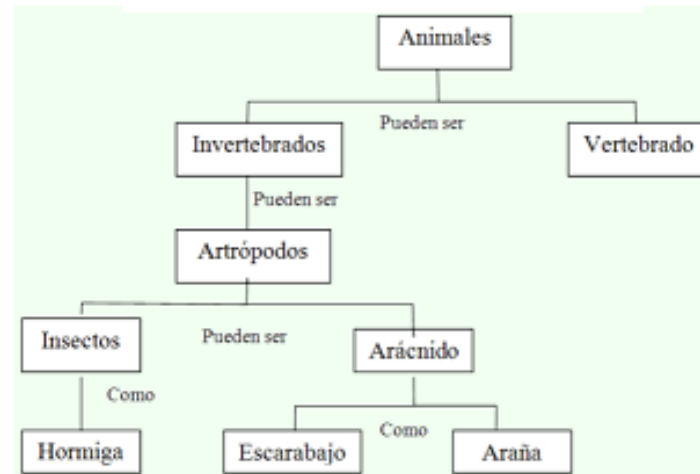 Animales
Pueden ser
Invertebrados
Vertebrado
Pueden ser
Artrópodos
Insectos
Pueden ser
Arácnido
Como
Hormiga
Escarabajo
Como
Araña